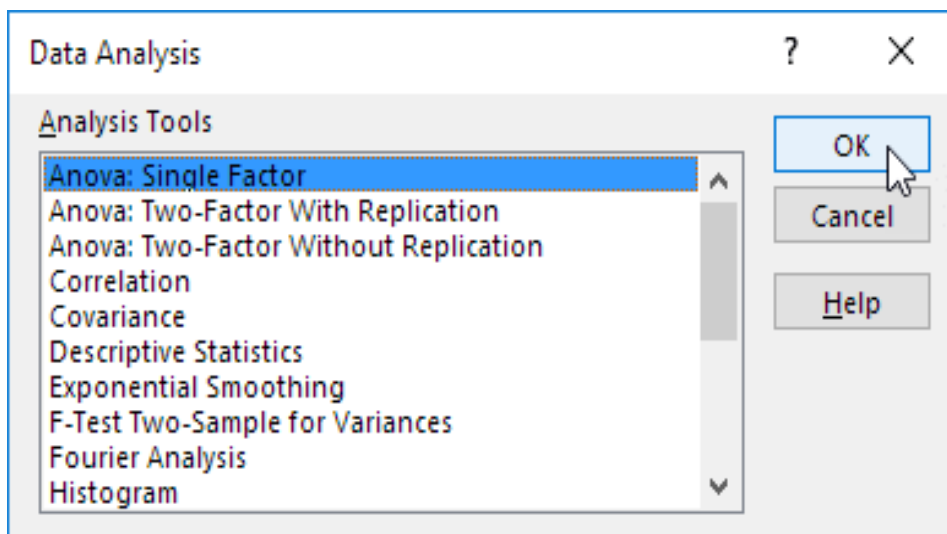 Data Analysis ?
Analysis Tools
Anova: Single Factor
Anova: Two-Factor With Replication
Anova: Two-Factor Without Replication
Correlation
Covariance
Descriptive Statistics
Exponential Smoothing
F-Test Two-Sample for Variances
Fourier Analysis
Histogram
OK
Cancel
Help